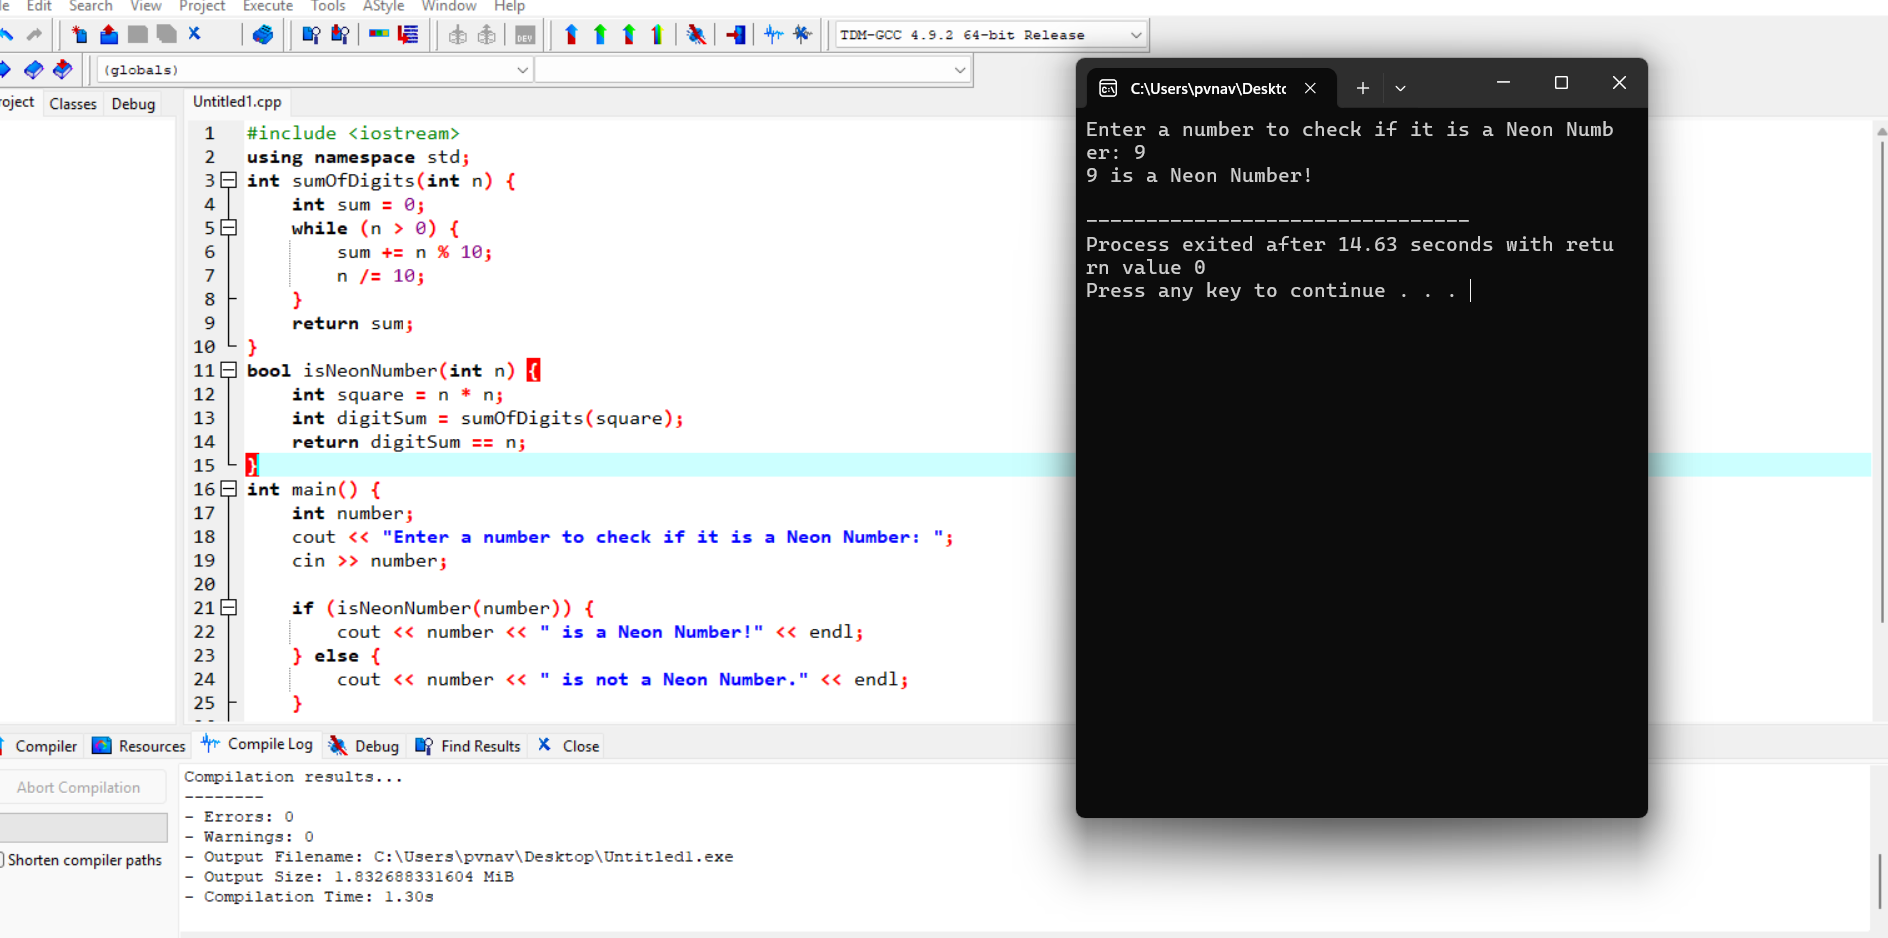 Edit Search View Project Execute Tools AStyle Window Help
TDM-GCC 4.9.2 64-bit Release
(globals)
Classes Debug
Untitled1.cpp
1 #include <iostream>
2 using namespace std;
3 int sumOfDigits(int n) {
4 int sum = 0;
5 while (n > 0) {
6 sum += n % 10;
7 n /= 10;
8 }
9 return sum;
10 }
11 bool isNeonNumber(int n) {
12 int square = n * n;
13 int digitSum = sumOfDigits(square);
14 return digitSum == n;
15 }
16 int main() {
17 int number;
18 cout << "Enter a number to check if it is a Neon Number: ";
19 cin >> number;
20
21 if (isNeonNumber(number)) {
22 cout << number << " is a Neon Number!" << endl;
23 } else {
24 cout << number << " is not a Neon Number." << endl;
25 }
C:\Users\pvnav\Deskto
Enter a number to check if it is a Neon Numb
er: 9
9 is a Neon Number!
--------------------------------
Process exited after 14.63 seconds with retu
rn value 0
Press any key to continue . . .
Compiler Resources Compile Log Debug Find Results Close
Abort Compilation
Shorten compiler paths
Compilation results...
--------
- Errors: 0
- Warnings: 0
- Output Filename: C:\Users\pvnav\Desktop\Untitled1.exe
- Output Size: 1.832688331604 MiB
- Compilation Time: 1.30s